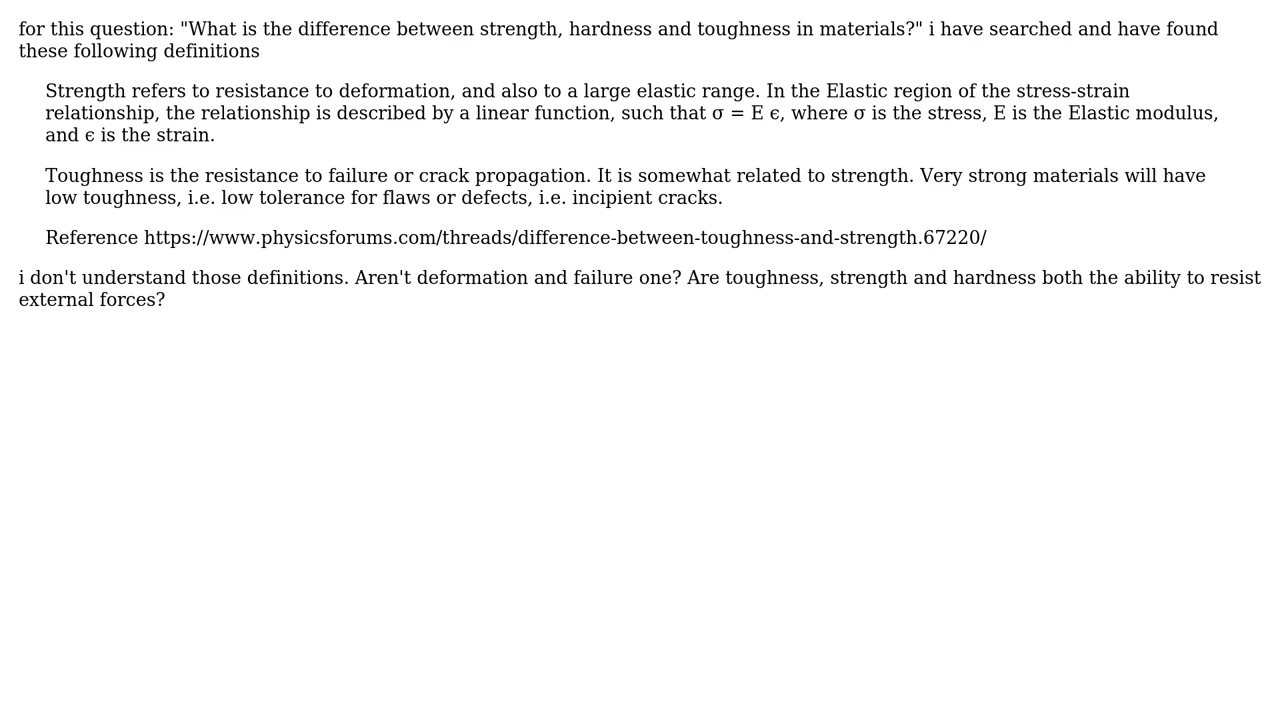 for this question: "What is the difference between strength, hardness and toughness in materials?" i have searched and have found
these following definitions
Strength refers to resistance to deformation, and also to a large elastic range. In the Elastic region of the stress-strain
relationship, the relationship is described by a linear function, such that σ = E ϵ, where σ is the stress, E is the Elastic modulus,
and ϵ is the strain.
Toughness is the resistance to failure or crack propagation. It is somewhat related to strength. Very strong materials will have
low toughness, i.e. low tolerance for flaws or defects, i.e. incipient cracks.
Reference https://www.physicsforums.com/threads/difference-between-toughness-and-strength.67220/
i don't understand those definitions. Aren't deformation and failure one? Are toughness, strength and hardness both the ability to resist
external forces?